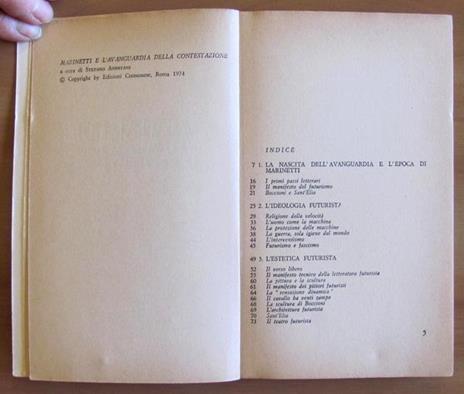 MARINETTI E L'AVANGUARDIA DELLA CONTESTAZIONE
a cura di Stefano
© Copyright by Edizioni Cremonese, Roma 1974
INDICE
7 1. LA NASCITA DELL'AVANGUARDIA E L'EPOCA DI
MARINETTI
16 I primi passi letterari
19 Il manifesto del futurismo
21 Boccioni e Sant'Elia
25 2. L'IDEOLOGIA FUTURISTA
29 Religione della velocità
33 L'uomo come la macchina
36 La protezione delle macchine
38 La guerra, sola igiene del mondo
44 L'interventismo
45 Futurismo e fascismo
49 3. L'ESTETICA FUTURISTA
52 Il verso libero
55 Il manifesto tecnico della letteratura futurista
60 La pittura e la scultura
61 Il manifesto dei pittori futuristi
64 La "sensazione dinamica"
66 Il cavallo ha venti zampe
68 La scultura di Boccioni
69 L'architettura futurista
70 Sant'Elia
73 Il teatro futurista
5